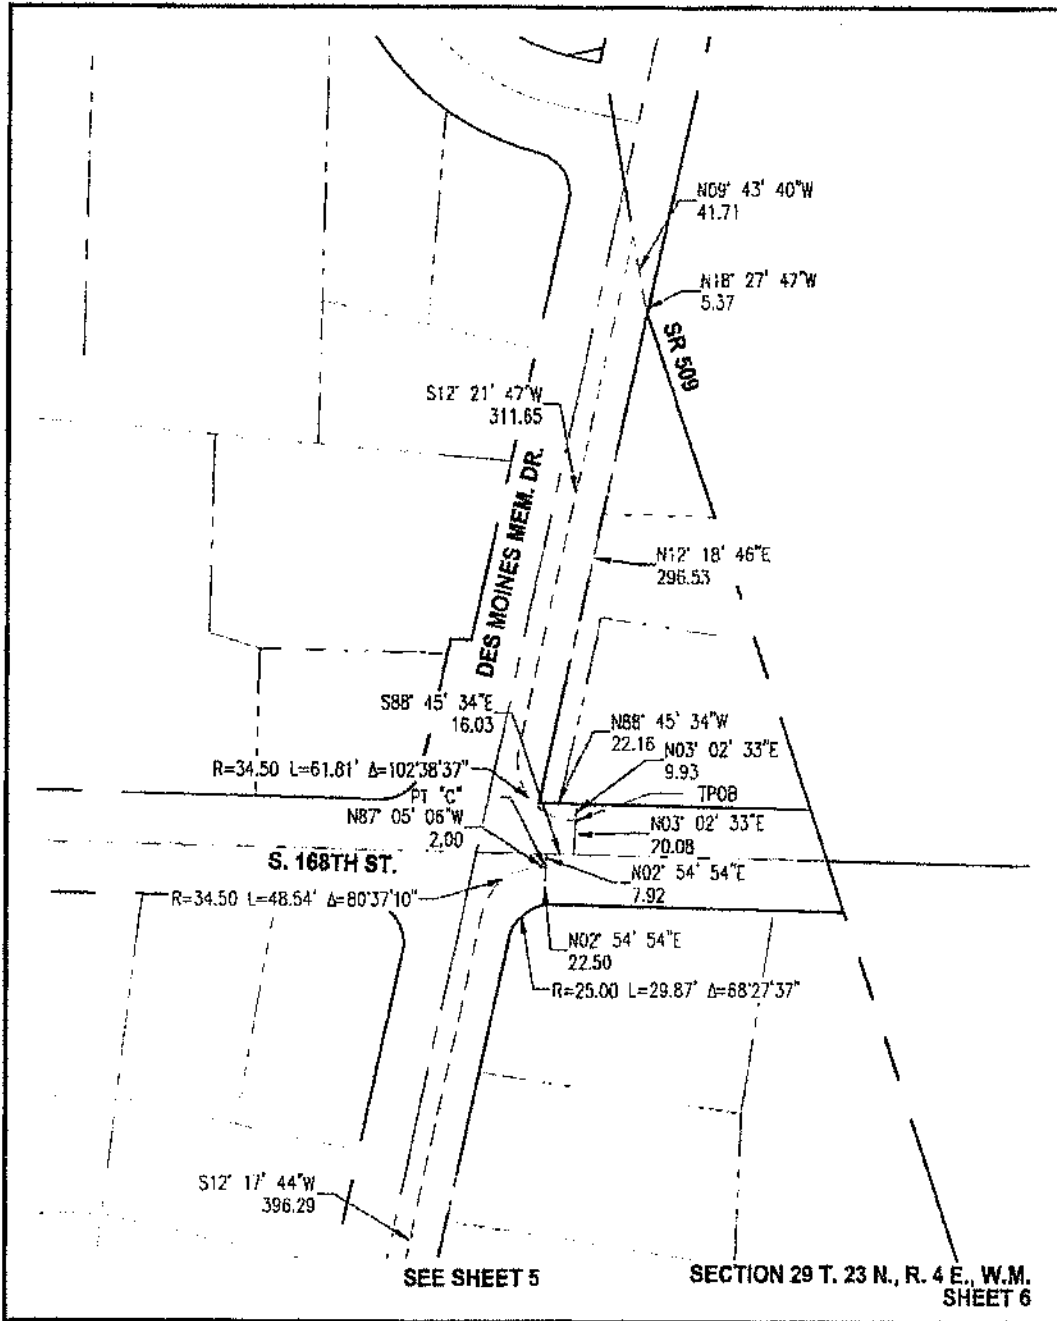 N09° 43' 40"W
41.71
N18° 27' 47"W
5.37
SR 509
S12° 21' 47"W
311.65
DES MOINES MEM. DR.
N12° 18' 46"E
296.53
S88° 45' 34"E
16.03
N88° 45' 34"W
22.16
N03° 02' 33"E
9.93
R=34.50 L=61.81' Δ=102°38'37"
TPOB
PT "C"
N87° 05' 06"W
2.00
N03° 02' 33"E
20.08
S. 168TH ST.
N02° 54' 54"E
7.92
R=34.50 L=48.54' Δ=80°37'10"
N02° 54' 54"E
22.50
R=25.00 L=29.87' Δ=68°27'37"
S12° 17' 44"W
396.29
SEE SHEET 5
SECTION 29 T. 23 N., R. 4 E., W.M.
SHEET 6